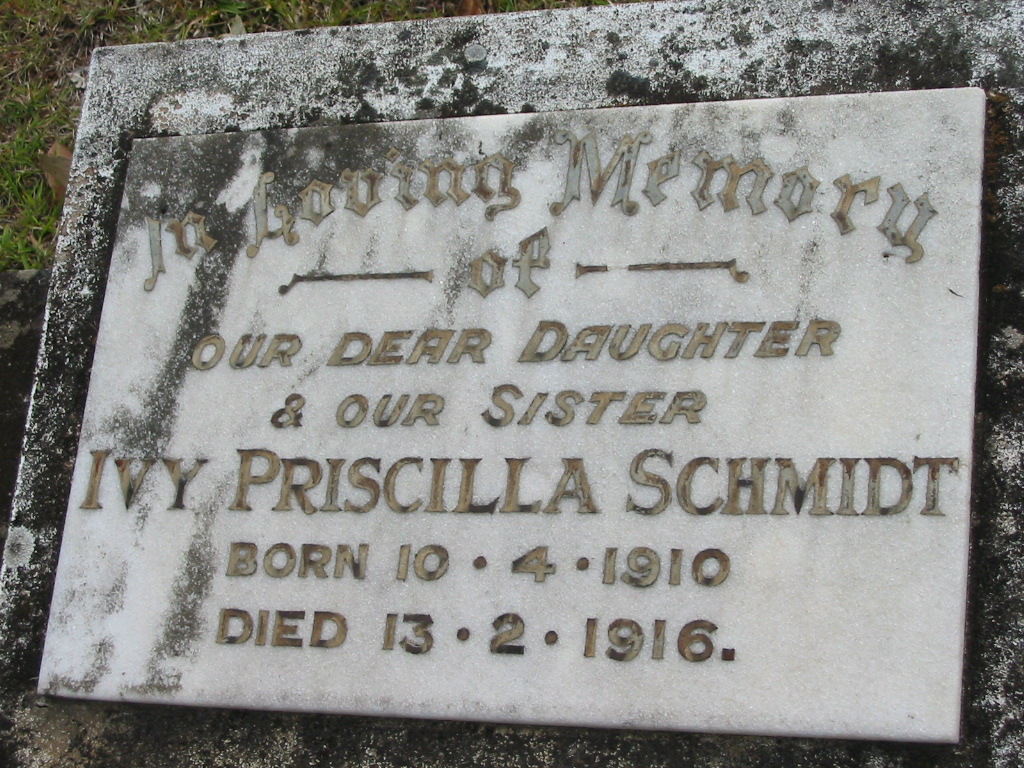 In Loving Memory
of
OUR DEAR DAUGHTER
& OUR SISTER
IVY PRISCILLA SCHMIDT
BORN 10 · 4 · 1910
DIED 13 · 2 · 1916.